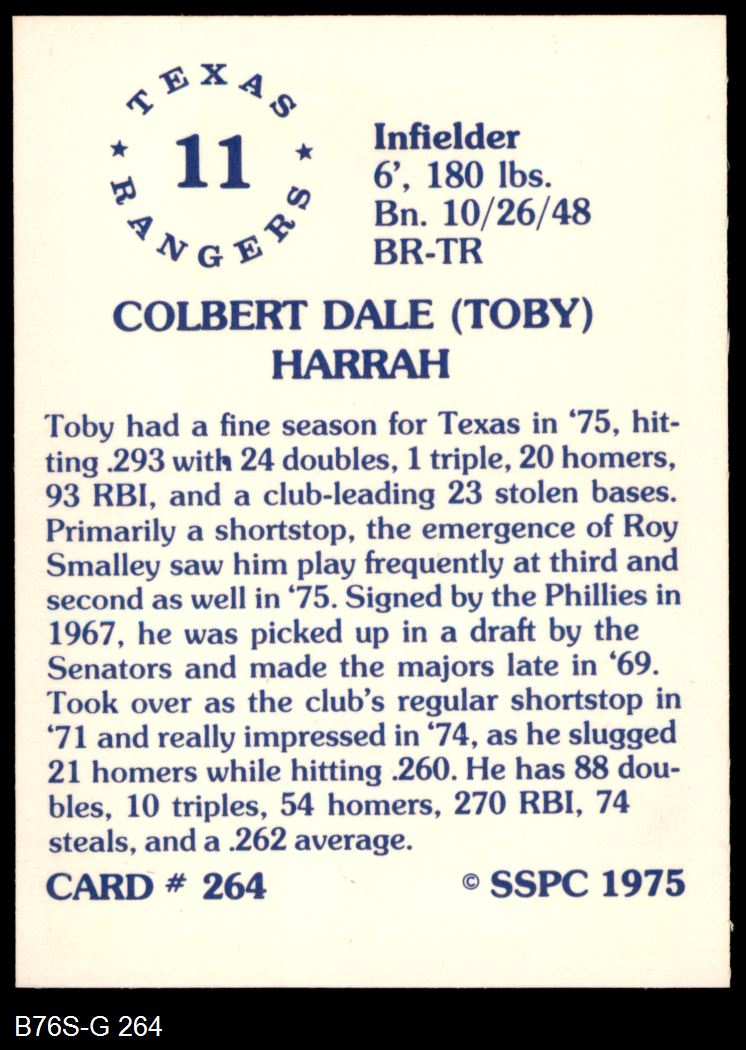 TEXAS
★ 11 ★
RANGERS
Infielder
6’, 180 lbs.
Bn. 10/26/48
BR-TR
COLBERT DALE (TOBY)
HARRAH
Toby had a fine season for Texas in ‘75, hit-
ting .293 with 24 doubles, 1 triple, 20 homers,
93 RBI, and a club-leading 23 stolen bases.
Primarily a shortstop, the emergence of Roy
Smalley saw him play frequently at third and
second as well in ‘75. Signed by the Phillies in
1967, he was picked up in a draft by the
Senators and made the majors late in ‘69.
Took over as the club’s regular shortstop in
‘71 and really impressed in ‘74, as he slugged
21 homers while hitting .260. He has 88 dou-
bles, 10 triples, 54 homers, 270 RBI, 74
steals, and a .262 average.
CARD # 264
© SSPC 1975
B76S-G 264